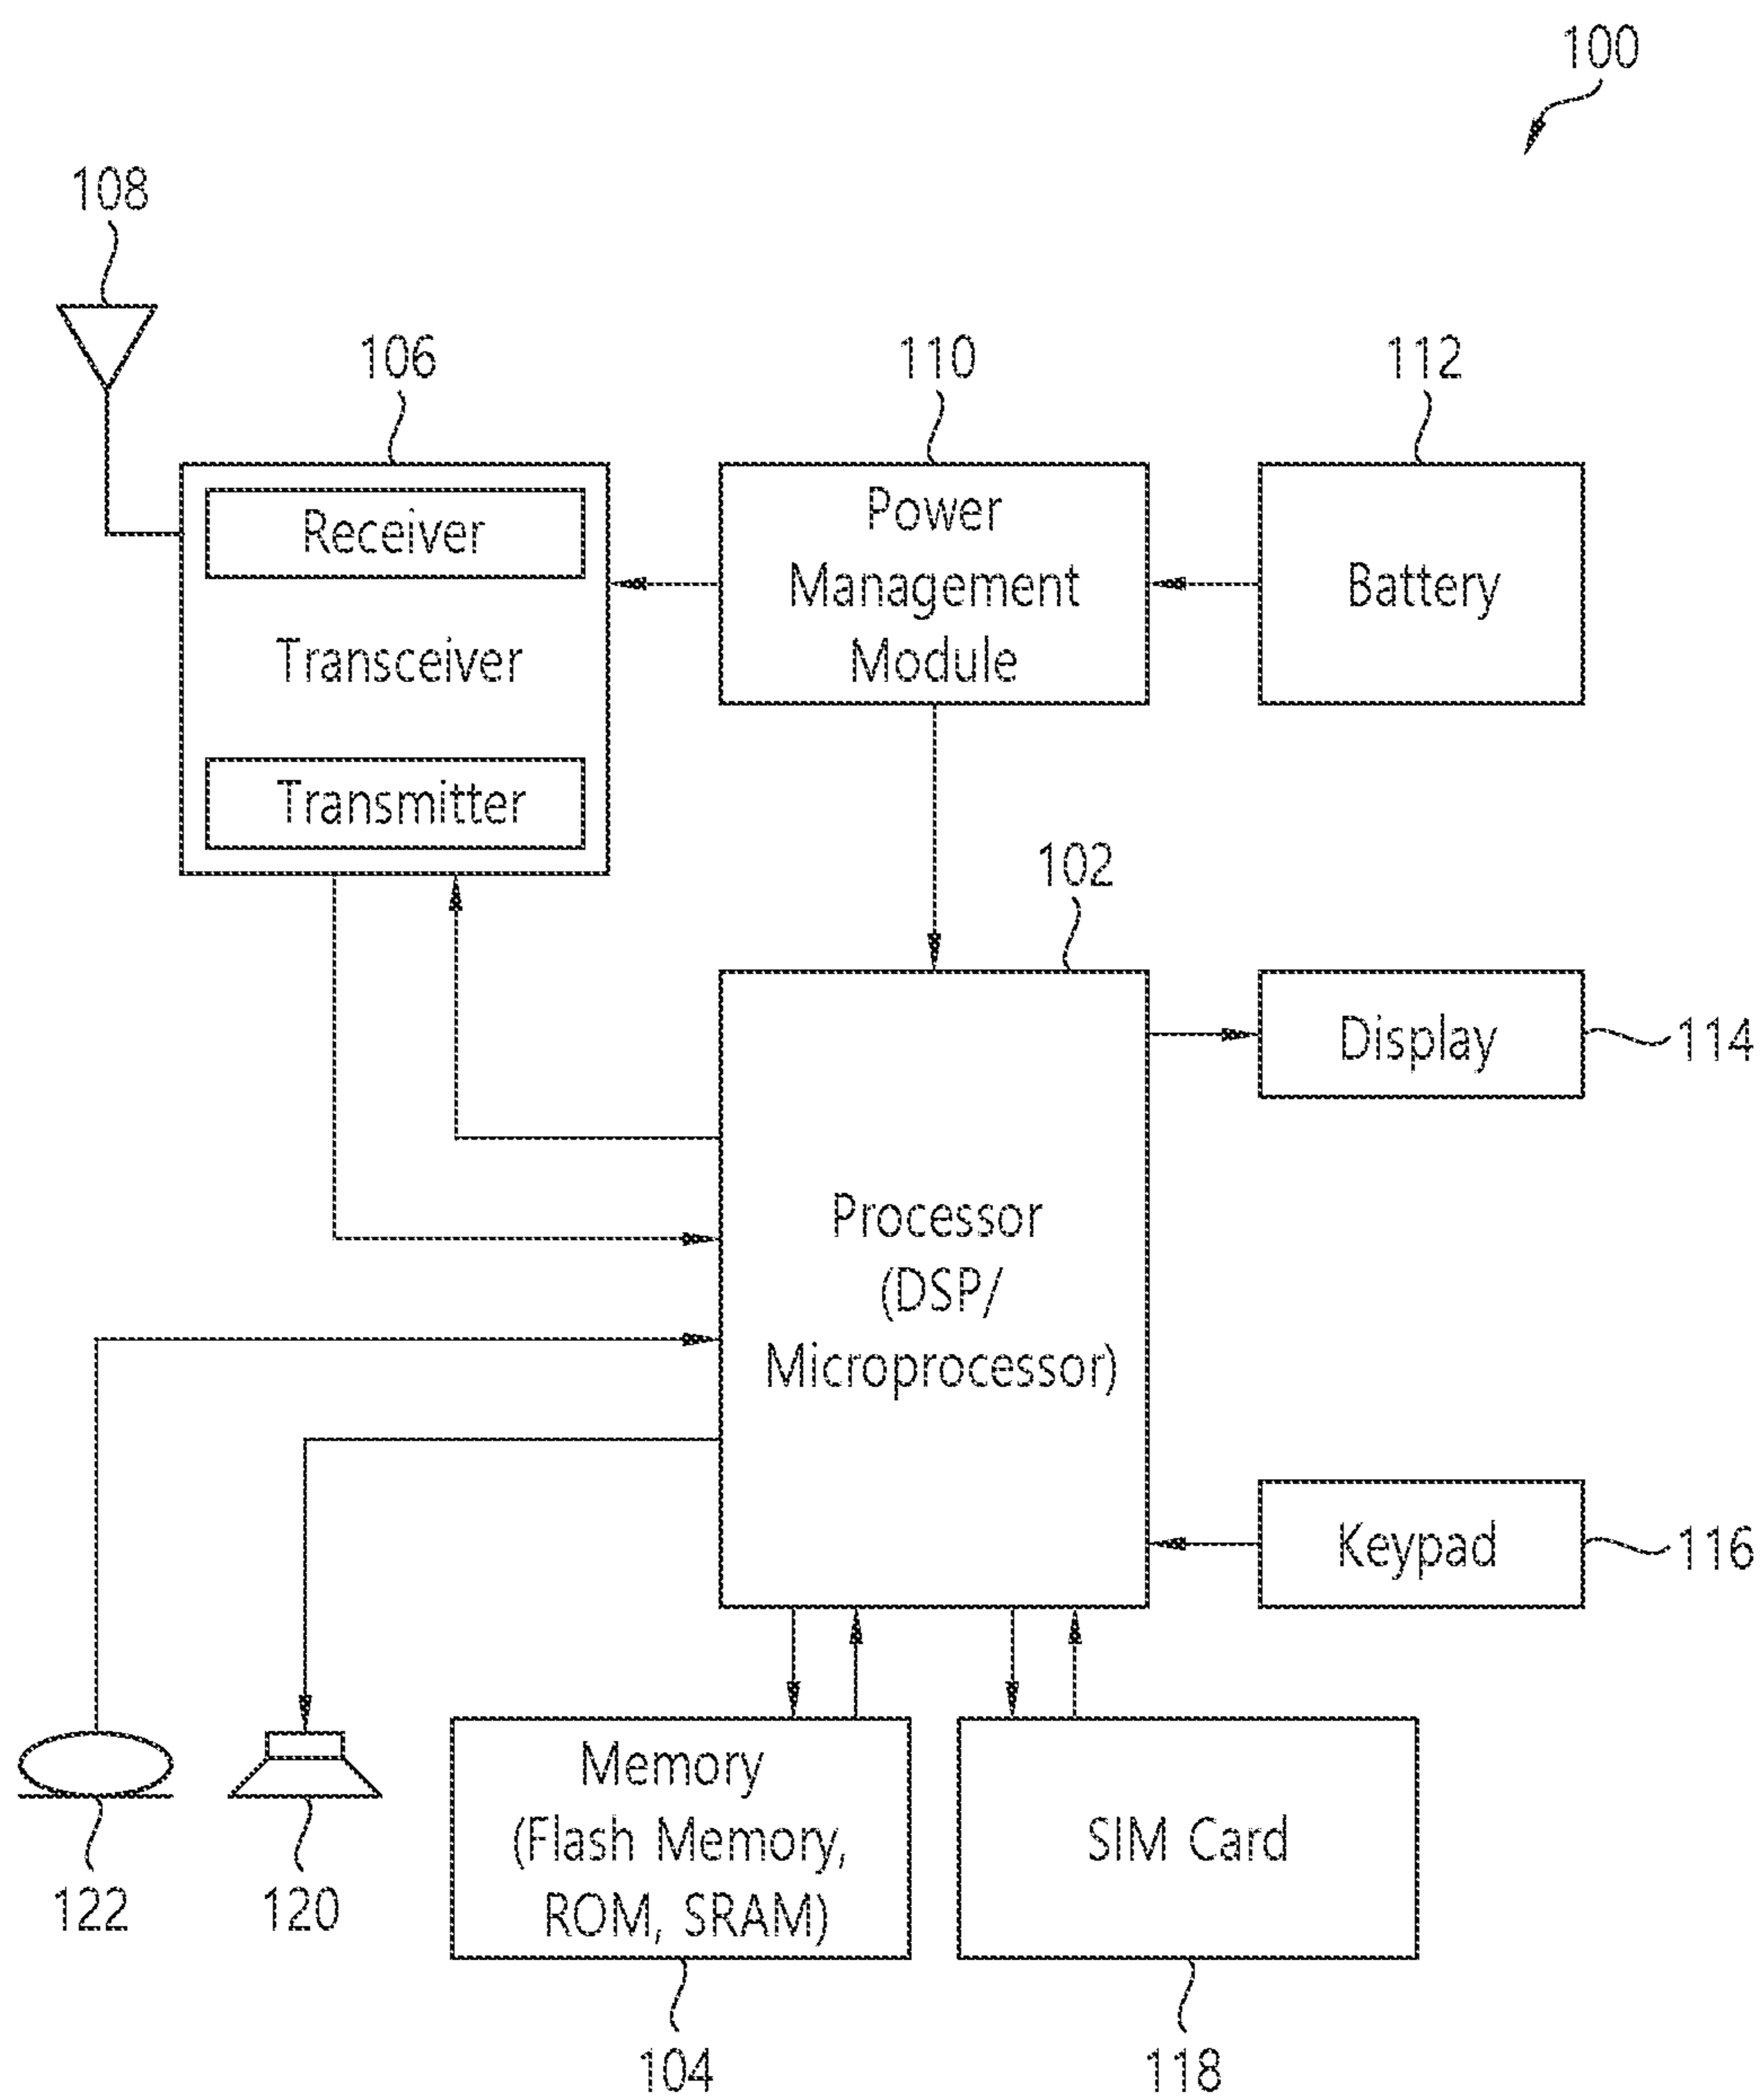 100
108
106
110
112
Receiver
Transceiver
Transmitter
Power
Management
Module
Battery
102
Display
114
Processor
(DSP/
Microprocessor)
Keypad
116
122
120
Memory
(Flash Memory,
ROM, SRAM)
SIM Card
104
118